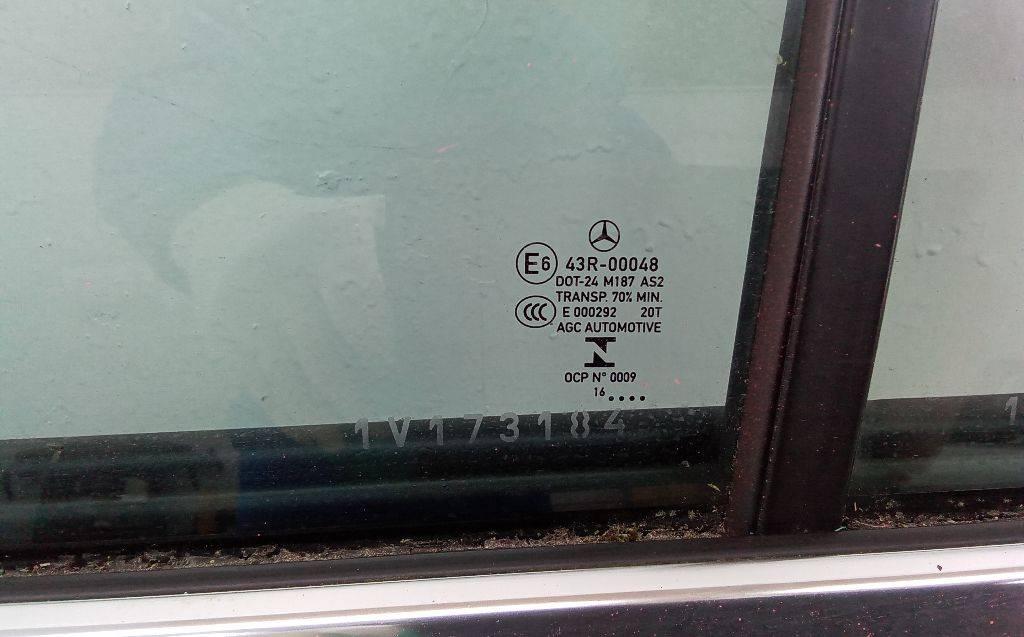 E6 43R-00048
DOT-24 M187 AS2
TRANSP. 70% MIN.
CCC E 000292 20T
AGC AUTOMOTIVE
OCP N° 0009
16 ....
1V173184
1